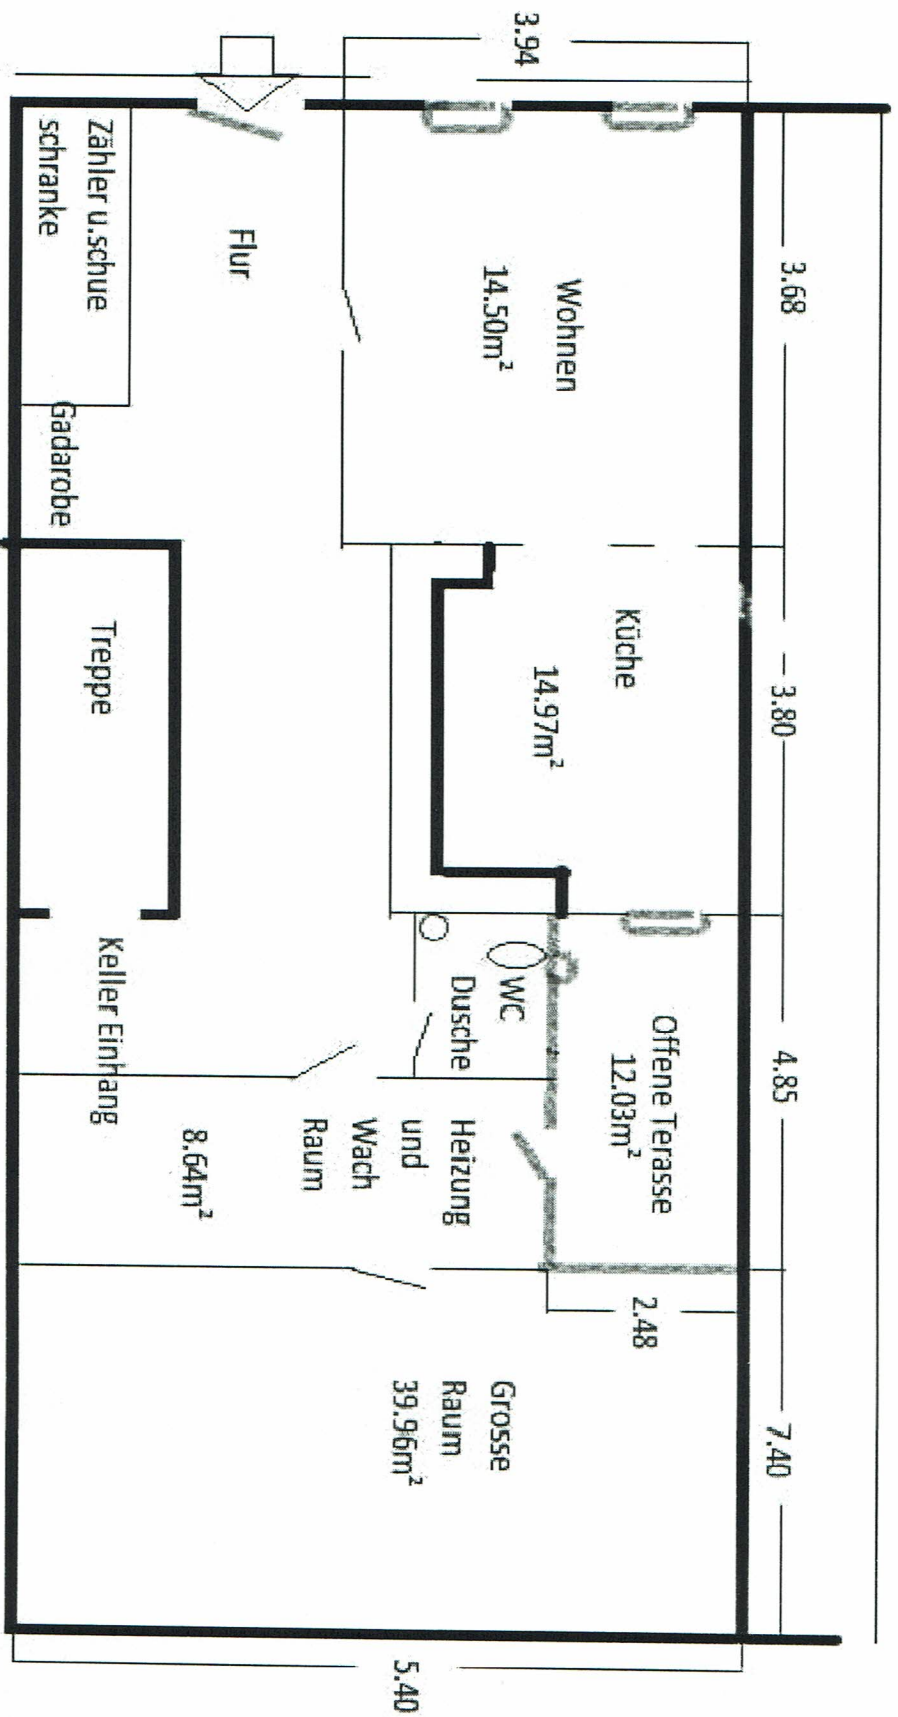 3.94
3.68
3.80
4.85
7.40
Wohnen
14.50m²
Küche
14.97m²
Offene Terasse
12.03m²
2.48
WC
Dusche
Flur
Zähler u.schue
schranke
Gadarobe
Treppe
Keller Einhang
Heizung
und
Wach
Raum
8.64m²
Grosse
Raum
39.96m²
5.40